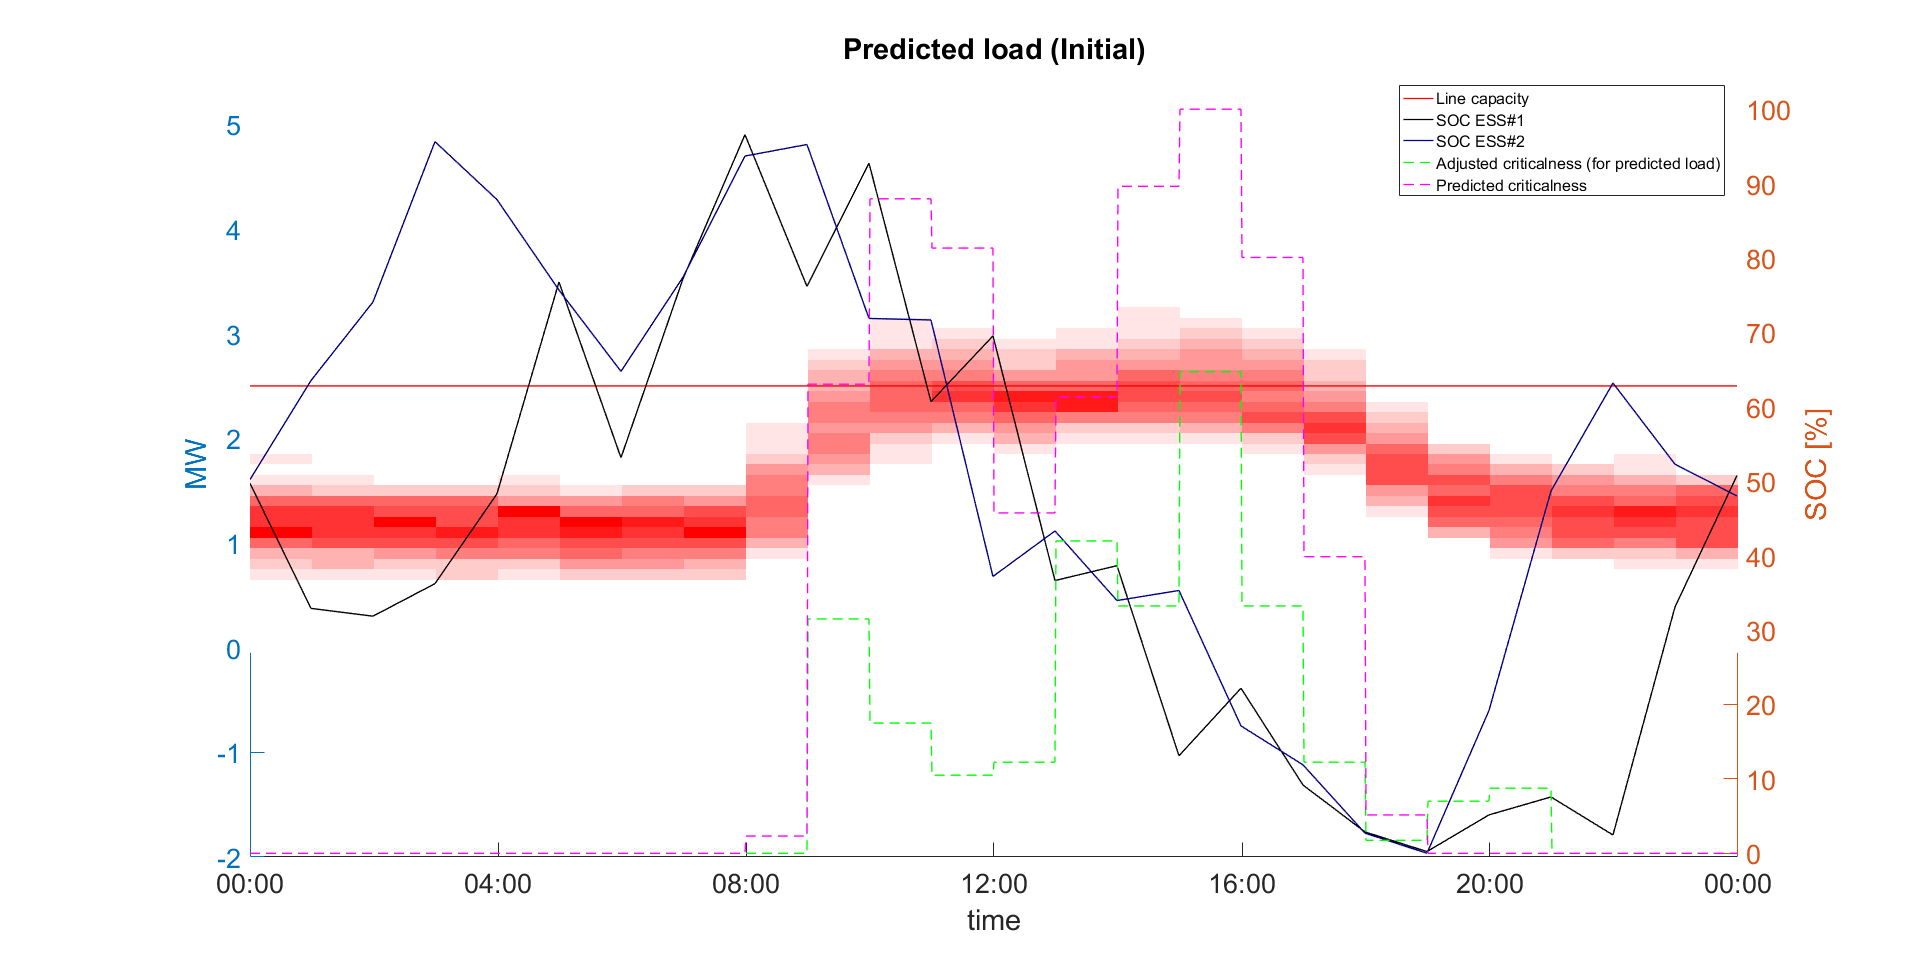 Predicted load (Initial)
Line capacity
SOC ESS#1
SOC ESS#2
Adjusted criticalness (for predicted load)
Predicted criticalness
5
4
3
2
1
0
-1
-2
MW
100
90
80
70
60
50
40
30
20
10
0
SOC [%]
00:00 04:00 08:00 12:00 16:00 20:00 00:00
time